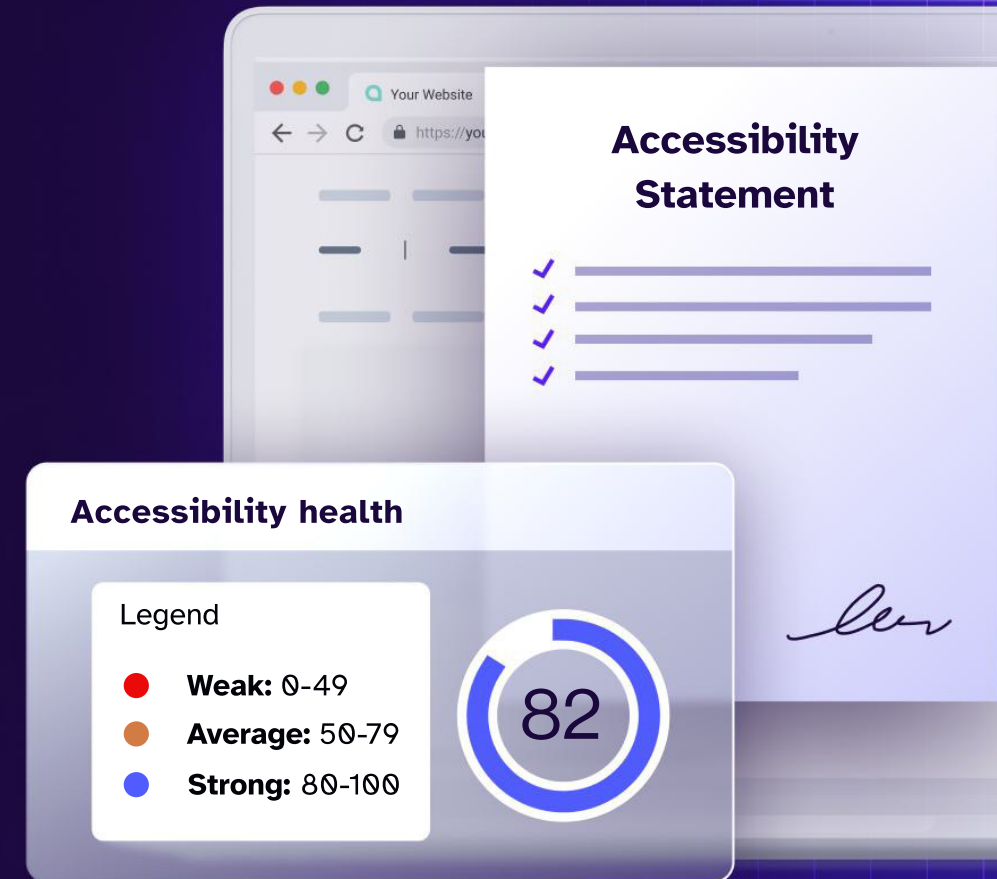 Your Website
https://you
Accessibility
Statement
Accessibility health
Legend
Weak: 0-49
Average: 50-79
Strong: 80-100
82